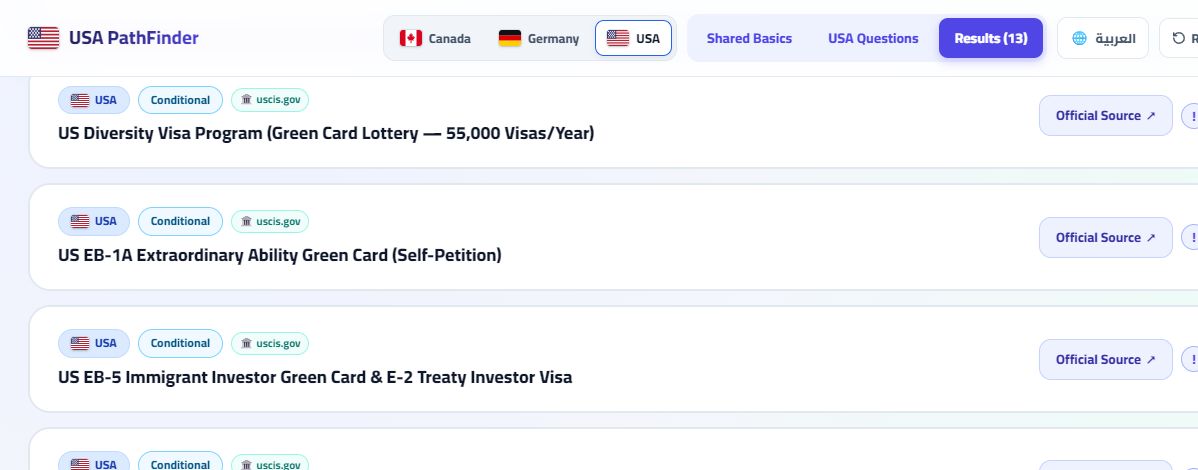 USA PathFinder
Canada
Germany
USA
Shared Basics
USA Questions
Results (13)
العربية
USA
Conditional
uscis.gov
US Diversity Visa Program (Green Card Lottery — 55,000 Visas/Year)
Official Source ↗
!
USA
Conditional
uscis.gov
US EB-1A Extraordinary Ability Green Card (Self-Petition)
Official Source ↗
!
USA
Conditional
uscis.gov
US EB-5 Immigrant Investor Green Card & E-2 Treaty Investor Visa
Official Source ↗
!
USA
Conditional
uscis.gov